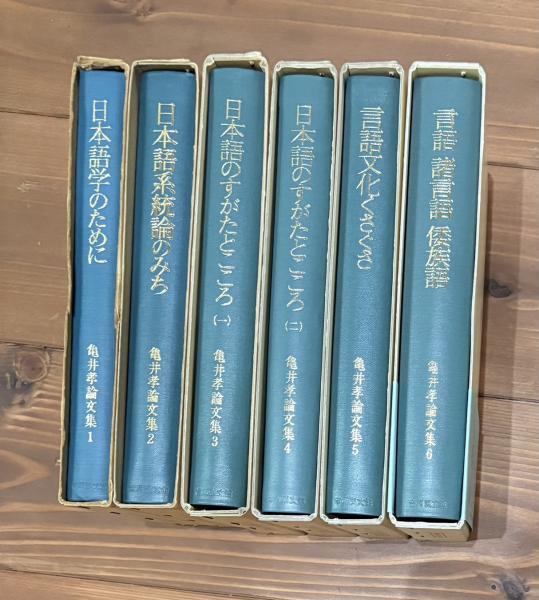 日本語学のために
亀井孝論文集 1
日本語系統論のみち
亀井孝論文集 2
日本語のすがたとこころ(一)
亀井孝論文集 3
日本語のすがたとこころ(二)
亀井孝論文集 4
言語文化くさぐさ
亀井孝論文集 5
言語 諸言語 倭族語
亀井孝論文集 6